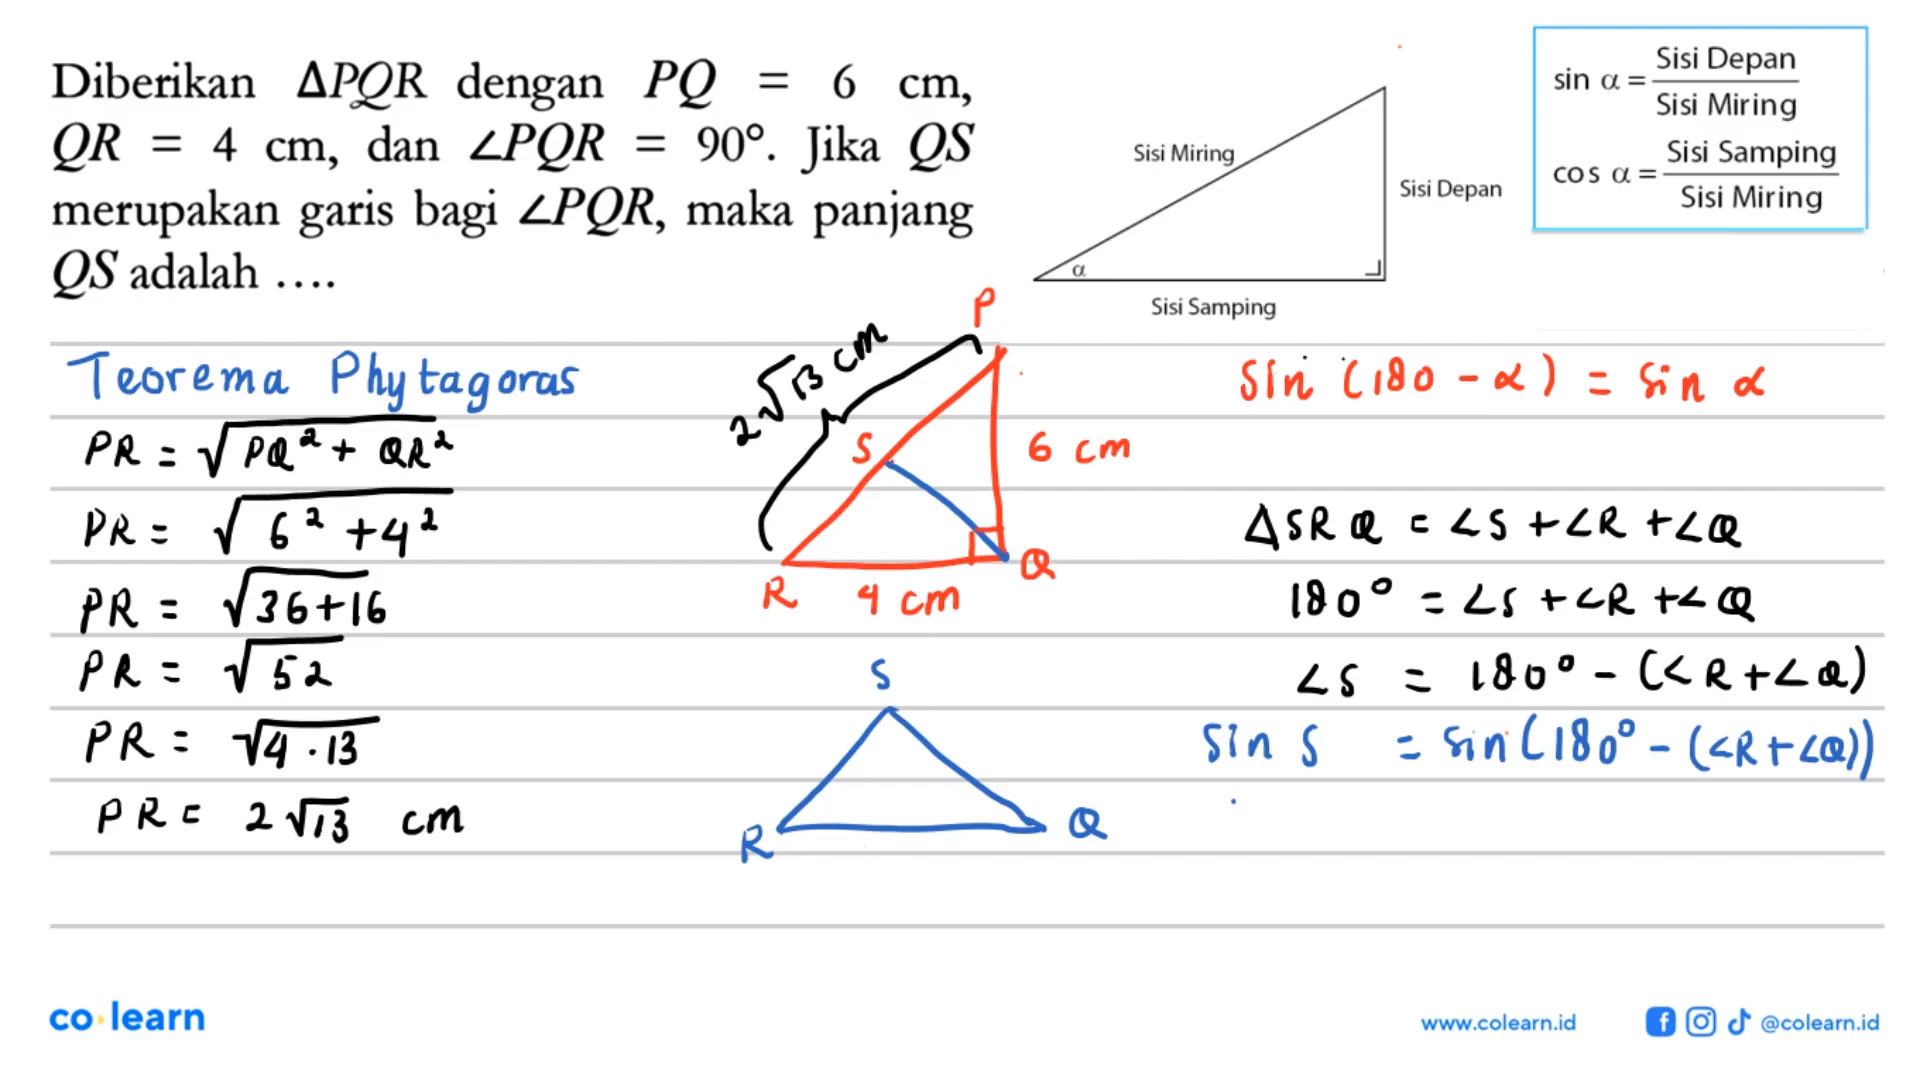 Diberikan ΔPQR dengan PQ = 6 cm,
QR = 4 cm, dan ∠PQR = 90°. Jika QS
merupakan garis bagi ∠PQR, maka panjang
QS adalah ....
Sisi Miring
Sisi Depan
α
Sisi Samping
sin α = Sisi Depan / Sisi Miring
cos α = Sisi Samping / Sisi Miring
Teorema Phytagoras
PR = √PQ² + QR²
PR = √6² + 4²
PR = √36+16
PR = √52
PR = √4 . 13
PR = 2√13 cm
P
2√13 cm
S
6 cm
R
4 cm
Q
S
R
Q
sin (180 - α) = sin α
ΔSRQ = ∠S + ∠R + ∠Q
180° = ∠S + ∠R + ∠Q
∠S = 180° - (∠R + ∠Q)
sin S = sin (180° - (∠R + ∠Q))
co learn
www.colearn.id
@colearn.id